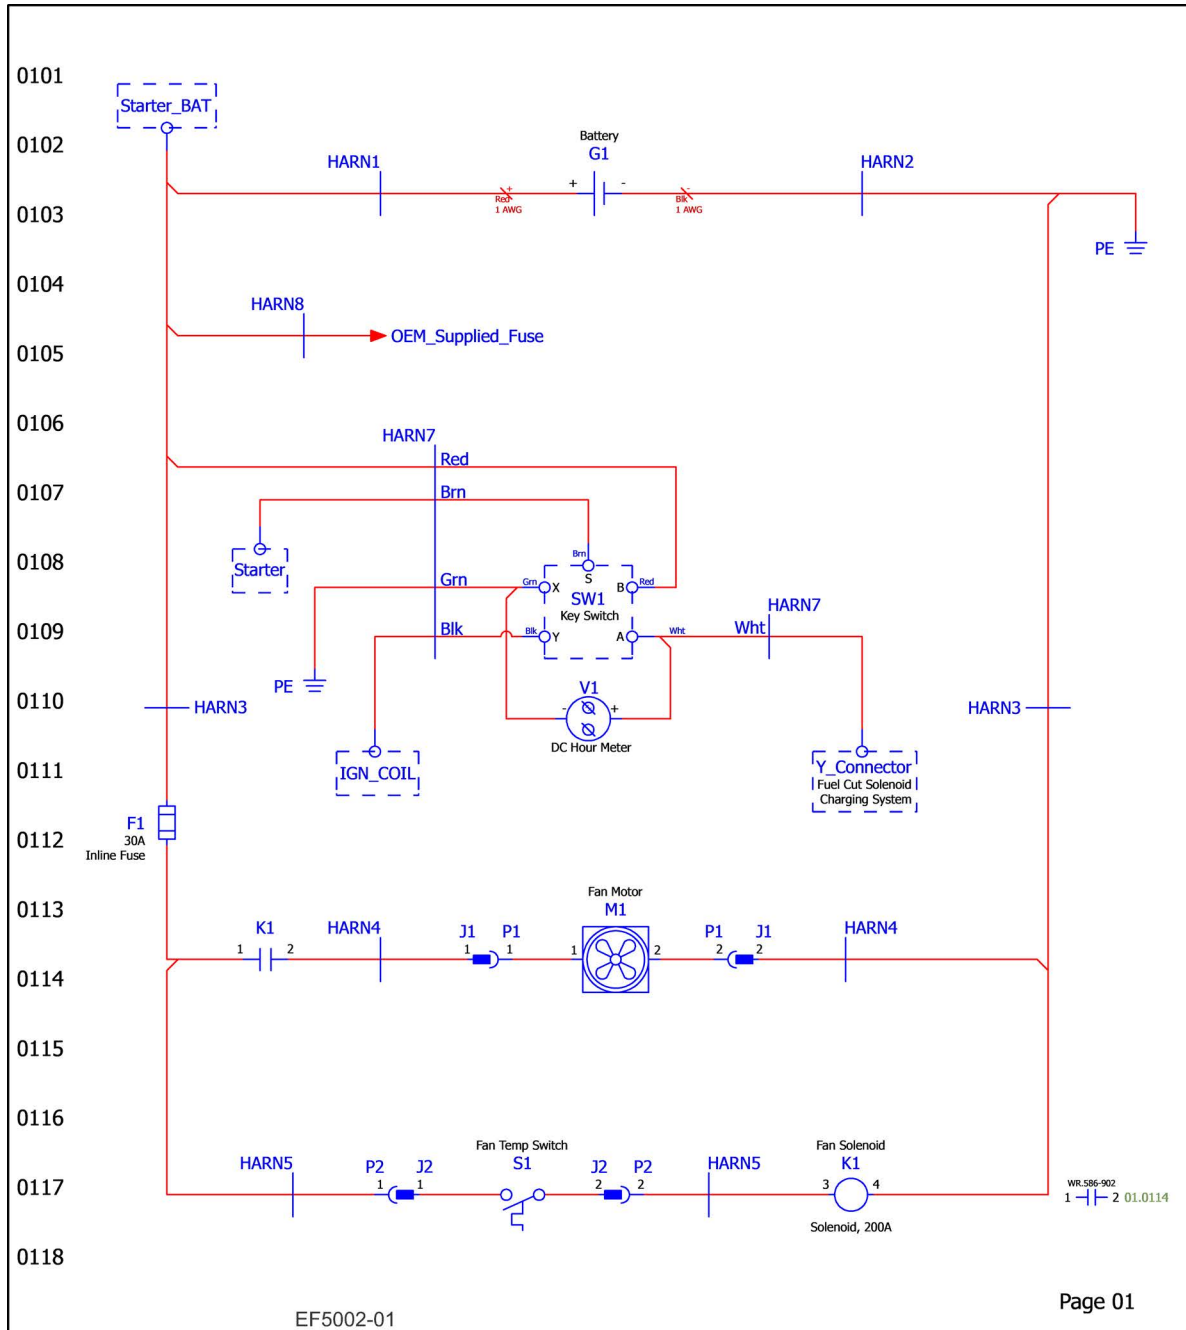 0101
Starter_BAT
0102
Battery
G1
HARN1
HARN2
+ -
+
-
Red
1 AWG
Blk
1 AWG
0103
PE
0104
HARN8
0105
OEM_Supplied_Fuse
0106
HARN7
Red
0107
Brn
0108
Starter
Brn
S
Grn
Grn
X
B
Red
SW1
Key Switch
HARN7
0109
Blk
Blk
Y
A
Wht
Wht
PE
V1
0110
HARN3
- +
HARN3
DC Hour Meter
0111
IGN_COIL
Y_Connector
Fuel Cut Solenoid
Charging System
F1
0112
30A
Inline Fuse
0113
Fan Motor
K1
HARN4
J1
P1
M1
P1
J1
HARN4
1 2
1 1
1 2
2 2
0114
0115
0116
Fan Temp Switch
Fan Solenoid
HARN5
P2
J2
S1
J2
P2
HARN5
K1
0117
1 1
2 2
3 4
WR.586-902
1 2 01.0114
Solenoid, 200A
0118
Page 01
EF5002-01